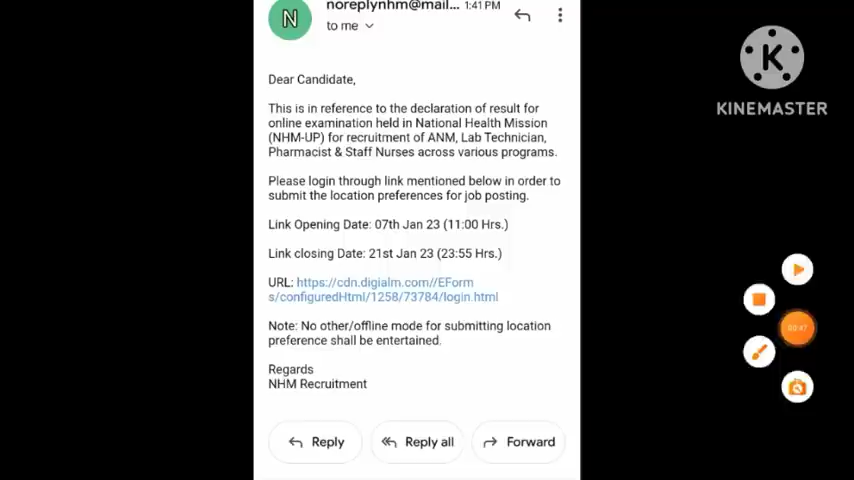 noreplynhm@mail... 1:41 PM
N
to me
K
KINEMASTER
Dear Candidate,
This is in reference to the declaration of result for
online examination held in National Health Mission
(NHM-UP) for recruitment of ANM, Lab Technician,
Pharmacist & Staff Nurses across various programs.
Please login through link mentioned below in order to
submit the location preferences for job posting.
Link Opening Date: 07th Jan 23 (11:00 Hrs.)
Link closing Date: 21st Jan 23 (23:55 Hrs.)
URL: https://cdn.digialm.com//EForm
s/configuredHtml/1258/73784/login.html
Note: No other/offline mode for submitting location
preference shall be entertained.
Regards
NHM Recruitment
Reply
Reply all
Forward